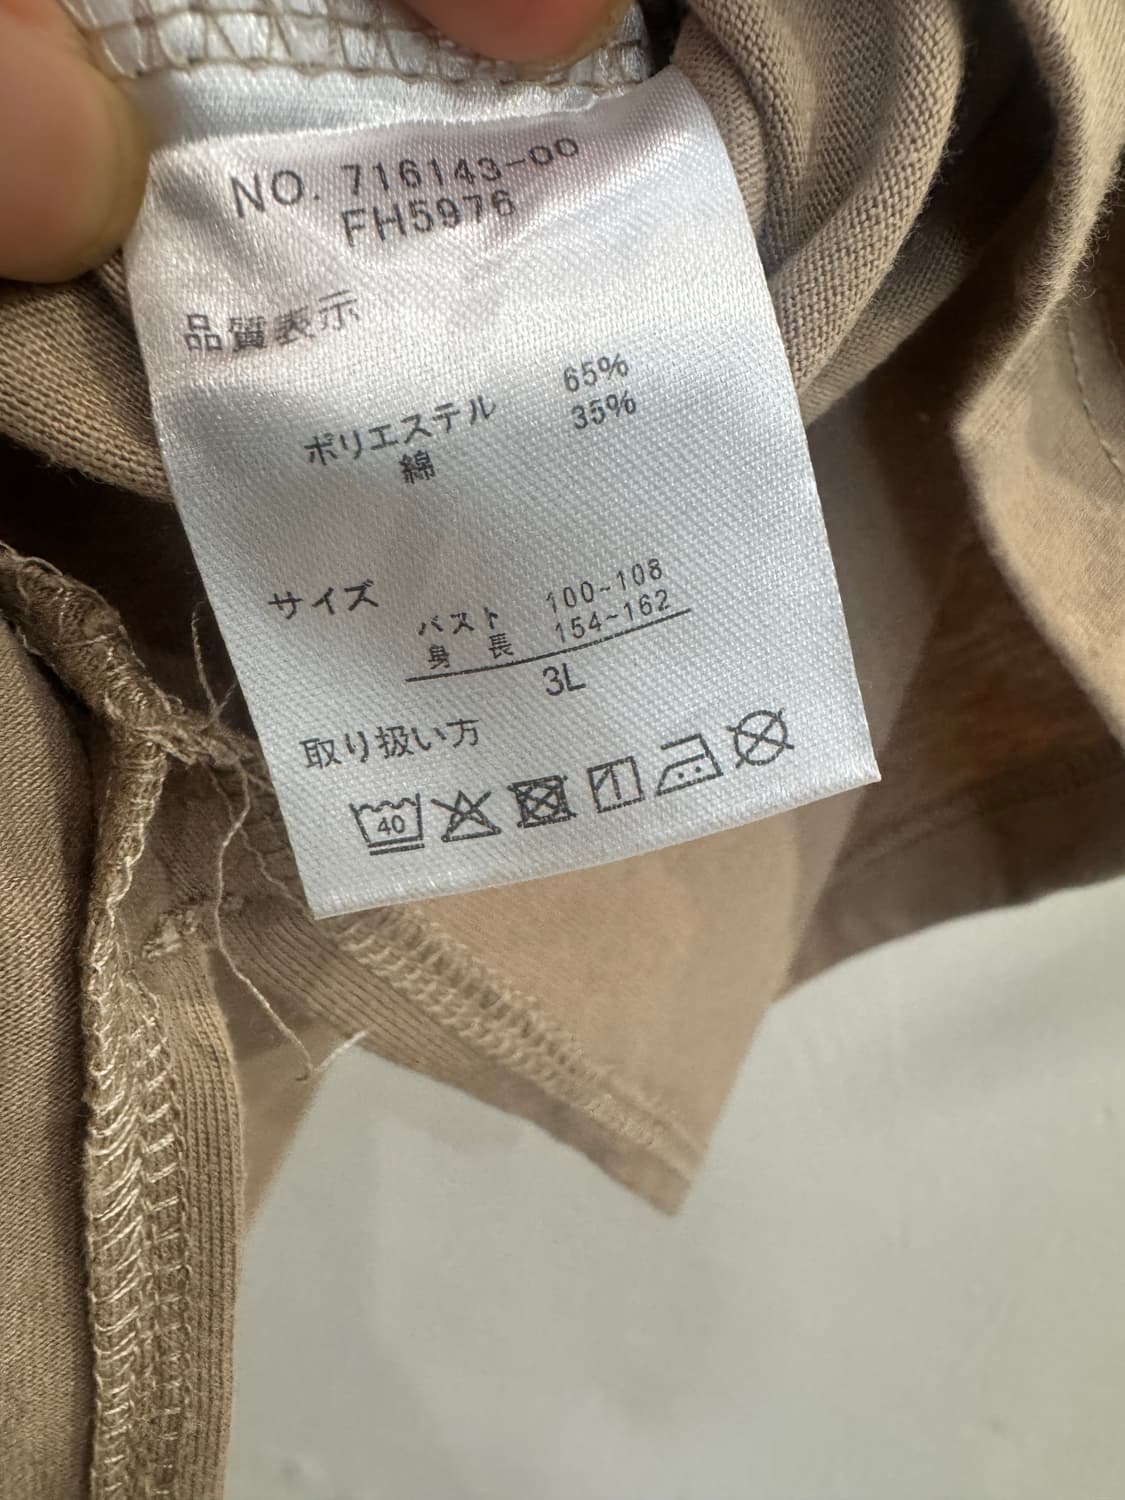 NO. 716143-00
FH5976
品質表示
ポリエステル 65%
綿 35%
サイズ
バスト 100~108
身長 154~162
3L
取り扱い方
40